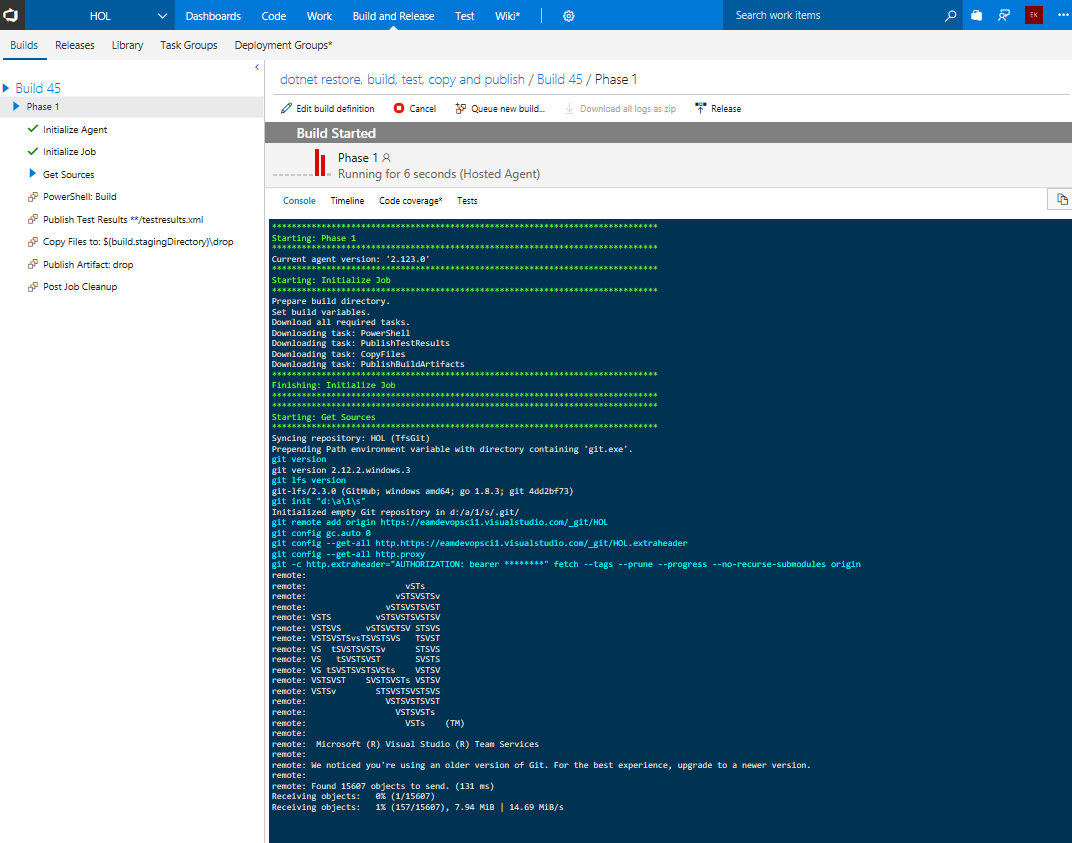 HOL Dashboards Code Work Build and Release Test Wiki* Search work items EK
Builds Releases Library Task Groups Deployment Groups*
Build 45
Phase 1
Initialize Agent
Initialize Job
Get Sources
PowerShell: Build
Publish Test Results **/testresults.xml
Copy Files to: $(build.stagingDirectory)\drop
Publish Artifact: drop
Post Job Cleanup
dotnet restore, build, test, copy and publish / Build 45 / Phase 1
Edit build definition Cancel Queue new build... Download all logs as zip Release
Build Started
Phase 1
Running for 6 seconds (Hosted Agent)
Console Timeline Code coverage* Tests
******************************************************************************
Starting: Phase 1
******************************************************************************
Current agent version: '2.123.0'
******************************************************************************
Starting: Initialize Job
******************************************************************************
Prepare build directory.
Set build variables.
Download all required tasks.
Downloading task: PowerShell
Downloading task: PublishTestResults
Downloading task: CopyFiles
Downloading task: PublishBuildArtifacts
******************************************************************************
Finishing: Initialize Job
******************************************************************************
******************************************************************************
Starting: Get Sources
******************************************************************************
Syncing repository: HOL (TfsGit)
Prepending Path environment variable with directory containing 'git.exe'.
git version
git version 2.12.2.windows.3
git lfs version
git-lfs/2.3.0 (GitHub; windows amd64; go 1.8.3; git 4dd2bf73)
git init "d:\a\1\s"
Initialized empty Git repository in d:/a/1/s/.git/
git remote add origin https://eamdevopsci1.visualstudio.com/_git/HOL
git config gc.auto 0
git config --get-all http.https://eamdevopsci1.visualstudio.com/_git/HOL.extraheader
git config --get-all http.proxy
git -c http.extraheader="AUTHORIZATION: bearer ********" fetch --tags --prune --progress --no-recurse-submodules origin
remote:
remote:                    vSTs
remote:                  vSTSVSTSv
remote:                vSTSVSTSVST
remote: VSTS         vSTSVSTSVSTSV
remote: VSTSVS     vSTSVSTSV STSVS
remote: VSTSVSTSvsTSVSTSVS   TSVST
remote: VS  tSVSTSVSTSv      STSVS
remote: VS   tSVSTSVST       SVSTS
remote: VS tSVSTSVSTSVSts    VSTSV
remote: VSTSVST    SVSTSVSTs VSTSV
remote: VSTSv        STSVSTSVSTSVS
remote:                VSTSVSTSVST
remote:                  VSTSVSTs
remote:                    VSTs    (TM)
remote:
remote:  Microsoft (R) Visual Studio (R) Team Services
remote:
remote: We noticed you're using an older version of Git. For the best experience, upgrade to a newer version.
remote:
remote: Found 15607 objects to send. (131 ms)
Receiving objects:   0% (1/15607)
Receiving objects:   1% (157/15607), 7.94 MiB | 14.69 MiB/s